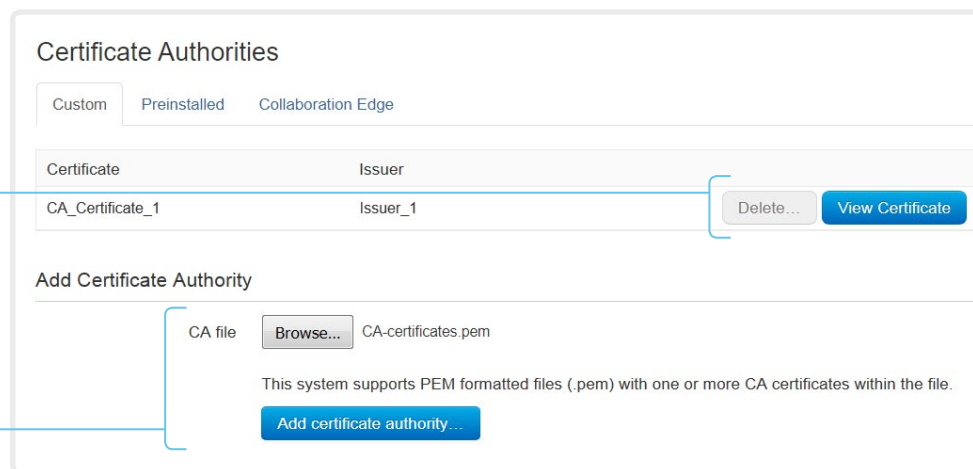 Certificate Authorities
Custom Preinstalled Collaboration Edge
Certificate Issuer
CA_Certificate_1 Issuer_1 Delete... View Certificate
Add Certificate Authority
CA file Browse... CA-certificates.pem
This system supports PEM formatted files (.pem) with one or more CA certificates within the file.
Add certificate authority...